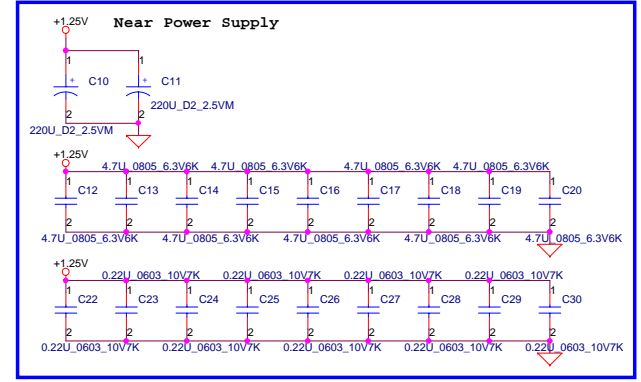 +1.25V Near Power Supply
1 1
+ C10 + C11
220U_D2_2.5VM
2 2
220U_D2_2.5VM
+1.25V
4.7U_0805_6.3V6K 4.7U_0805_6.3V6K 4.7U_0805_6.3V6K 4.7U_0805_6.3V6K
1 1 1 1 1 1 1 1 1
C12 C13 C14 C15 C16 C17 C18 C19 C20
2 2 2 2 2 2 2 2 2
4.7U_0805_6.3V6K 4.7U_0805_6.3V6K 4.7U_0805_6.3V6K 4.7U_0805_6.3V6K 4.7U_0805_6.3V6K
+1.25V
0.22U_0603_10V7K 0.22U_0603_10V7K 0.22U_0603_10V7K 0.22U_0603_10V7K
1 1 1 1 1 1 1 1 1
C22 C23 C24 C25 C26 C27 C28 C29 C30
2 2 2 2 2 2 2 2 2
0.22U_0603_10V7K 0.22U_0603_10V7K 0.22U_0603_10V7K 0.22U_0603_10V7K 0.22U_0603_10V7K